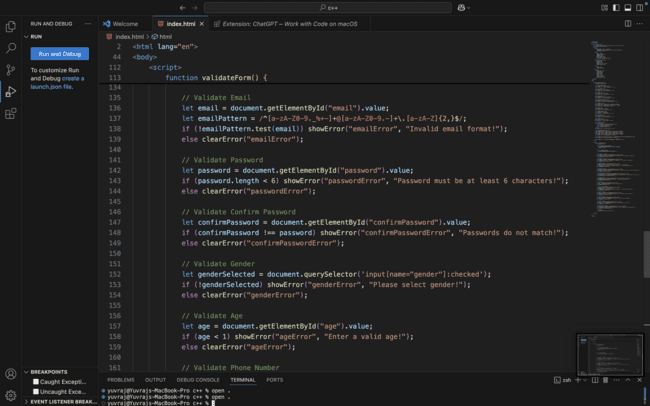 c++
RUN AND DEBUG
Welcome
index.html
Extension: ChatGPT – Work with Code on macOS
RUN
Run and Debug
To customize Run
and Debug create a
launch.json file.
index.html > html
2 <html lang="en">
44 <body>
112 <script>
113 function validateForm() {
134
135 // Validate Email
136 let email = document.getElementById("email").value;
137 let emailPattern = /^[a-zA-Z0-9._%+-]+@[a-zA-Z0-9.-]+\.[a-zA-Z]{2,}$/;
138 if (!emailPattern.test(email)) showError("emailError", "Invalid email format!");
139 else clearError("emailError");
140
141 // Validate Password
142 let password = document.getElementById("password").value;
143 if (password.length < 6) showError("passwordError", "Password must be at least 6 characters!");
144 else clearError("passwordError");
145
146 // Validate Confirm Password
147 let confirmPassword = document.getElementById("confirmPassword").value;
148 if (confirmPassword !== password) showError("confirmPasswordError", "Passwords do not match!");
149 else clearError("confirmPasswordError");
150
151 // Validate Gender
152 let genderSelected = document.querySelector('input[name="gender"]:checked');
153 if (!genderSelected) showError("genderError", "Please select gender!");
154 else clearError("genderError");
155
156 // Validate Age
157 let age = document.getElementById("age").value;
158 if (age < 1) showError("ageError", "Enter a valid age!");
159 else clearError("ageError");
160
161 // Validate Phone Number
BREAKPOINTS
Caught Excepti...
Uncaught Exce...
EVENT LISTENER BREAK...
PROBLEMS OUTPUT DEBUG CONSOLE TERMINAL PORTS
zsh
yuvraj@Yuvrajs-MacBook-Pro c++ % open .
yuvraj@Yuvrajs-MacBook-Pro c++ % open .
yuvraj@Yuvrajs-MacBook-Pro c++ %